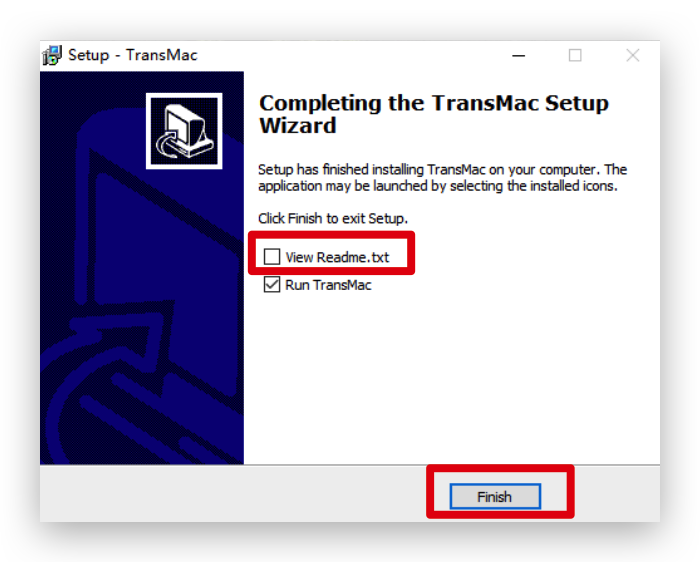 Setup - TransMac
Completing the TransMac Setup
Wizard
Setup has finished installing TransMac on your computer. The
application may be launched by selecting the installed icons.
Click Finish to exit Setup.
View Readme.txt
Run TransMac
Finish